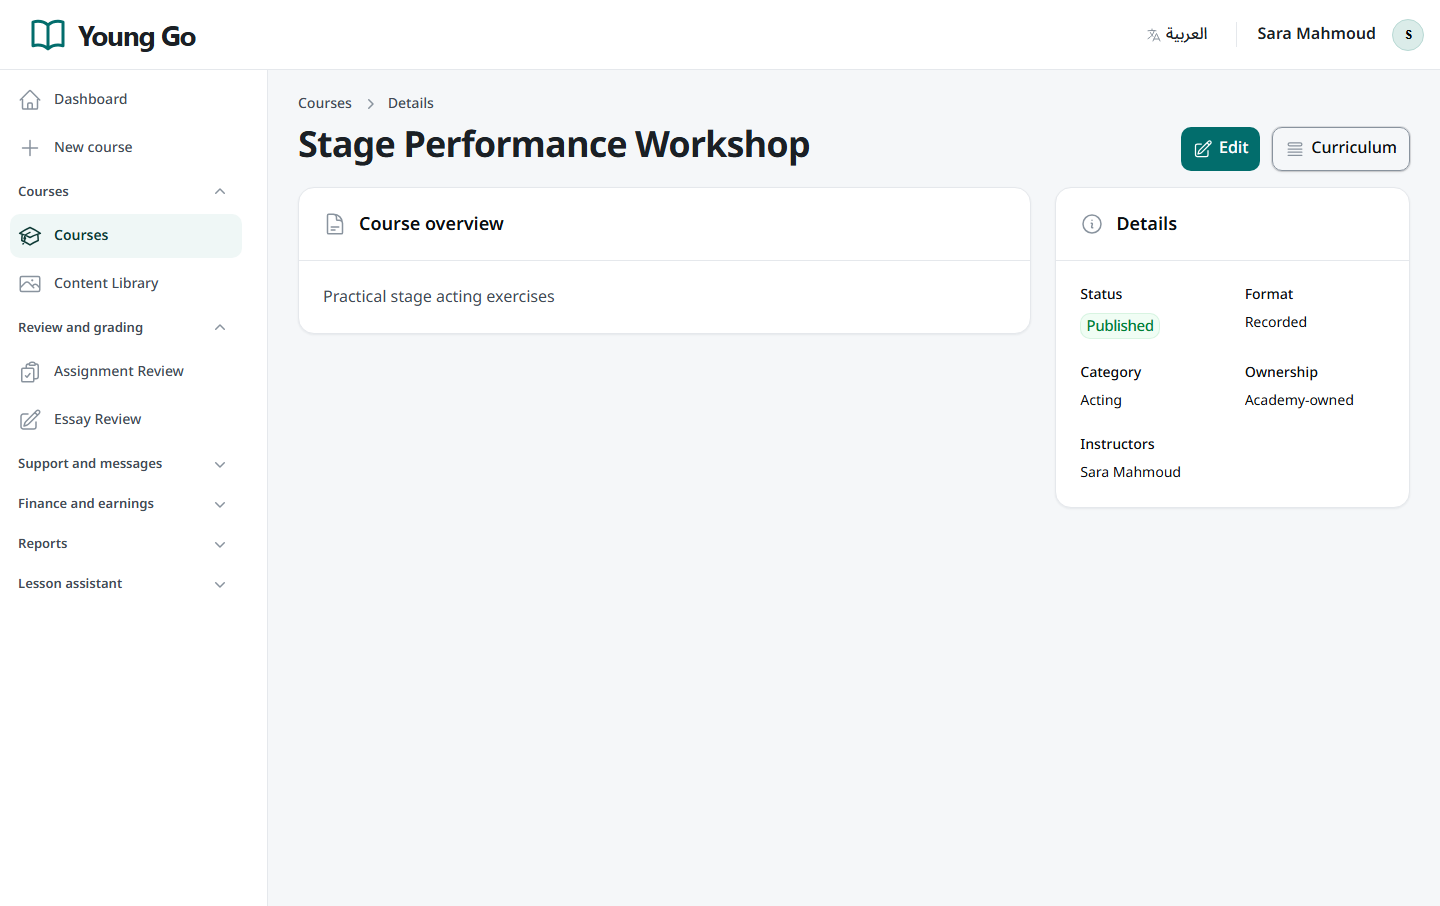 Young Go
العربية
Sara Mahmoud
S
Dashboard
New course
Courses
Courses
Content Library
Review and grading
Assignment Review
Essay Review
Support and messages
Finance and earnings
Reports
Lesson assistant
Courses > Details
Stage Performance Workshop
Edit
Curriculum
Course overview
Practical stage acting exercises
Details
Status
Published
Format
Recorded
Category
Acting
Ownership
Academy-owned
Instructors
Sara Mahmoud